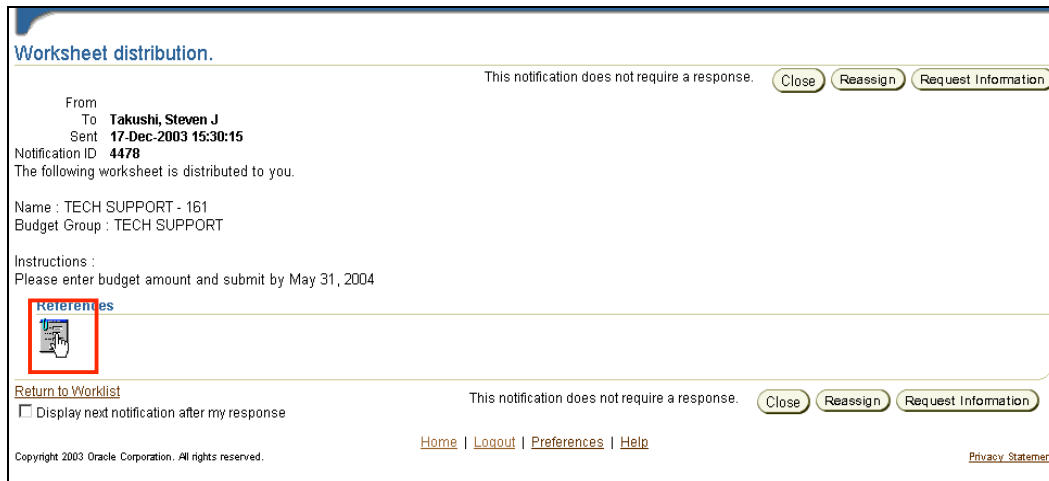 Worksheet distribution.
This notification does not require a response. Close Reassign Request Information
From
To Takushi, Steven J
Sent 17-Dec-2003 15:30:15
Notification ID 4478
The following worksheet is distributed to you.
Name : TECH SUPPORT - 161
Budget Group : TECH SUPPORT
Instructions :
Please enter budget amount and submit by May 31, 2004
References
Return to Worklist
This notification does not require a response. Close Reassign Request Information
Display next notification after my response
Home | Logout | Preferences | Help
Copyright 2003 Oracle Corporation. All rights reserved.
Privacy Statemen